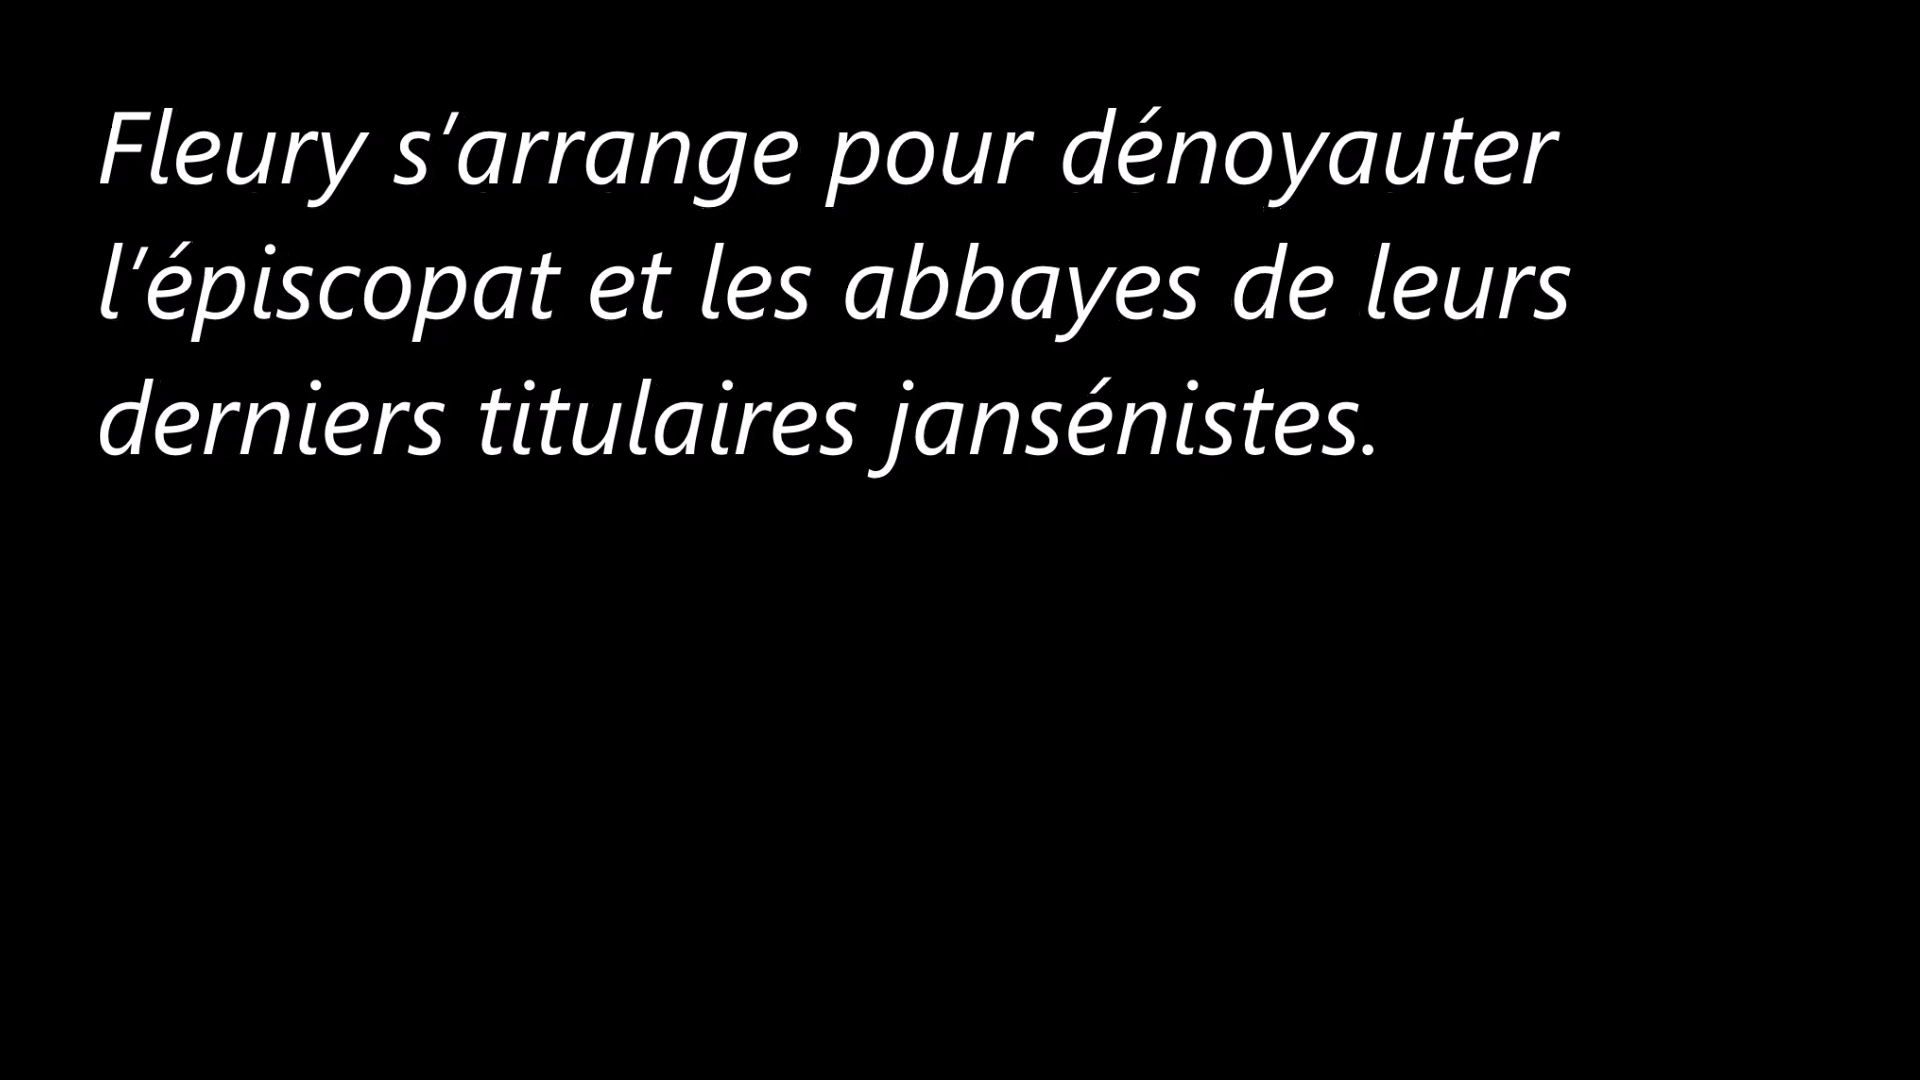 Fleury s’arrange pour dénoyauter
l’épiscopat et les abbayes de leurs
derniers titulaires jansénistes.